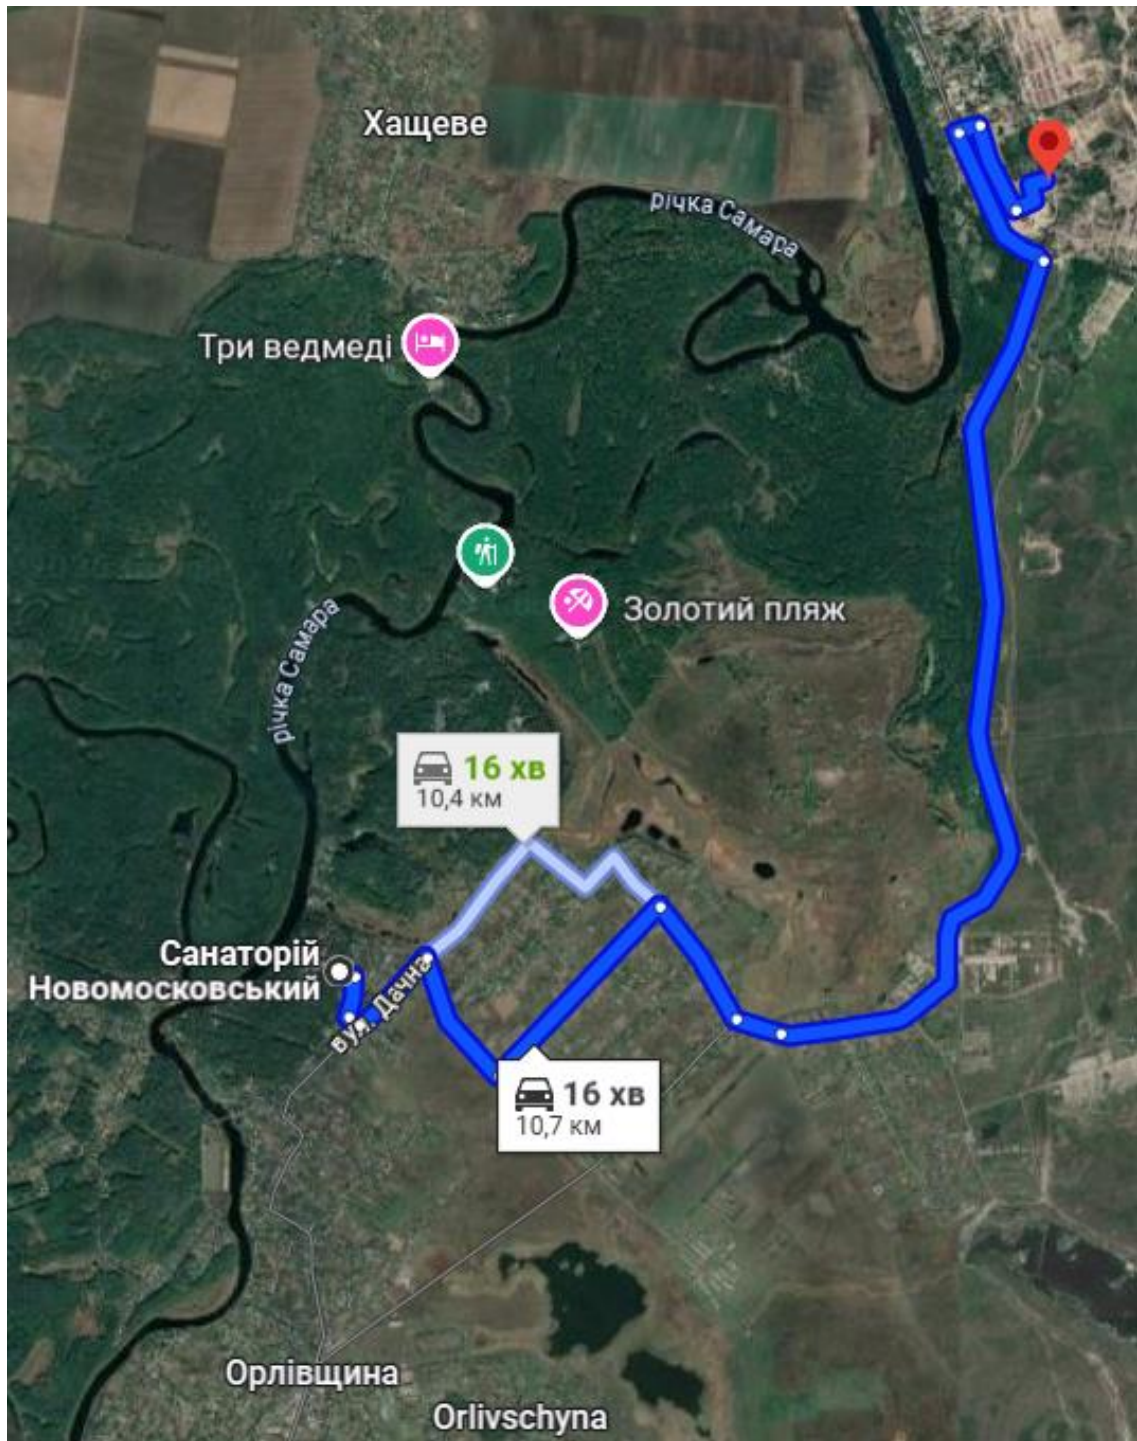 Хащеве
річка Самара
Три ведмеді
Золотий пляж
річка Самара
16 хв
10,4 км
Санаторій
Новомосковський
вул. Дачна
16 хв
10,7 км
Орлівщина
Orlivschyna